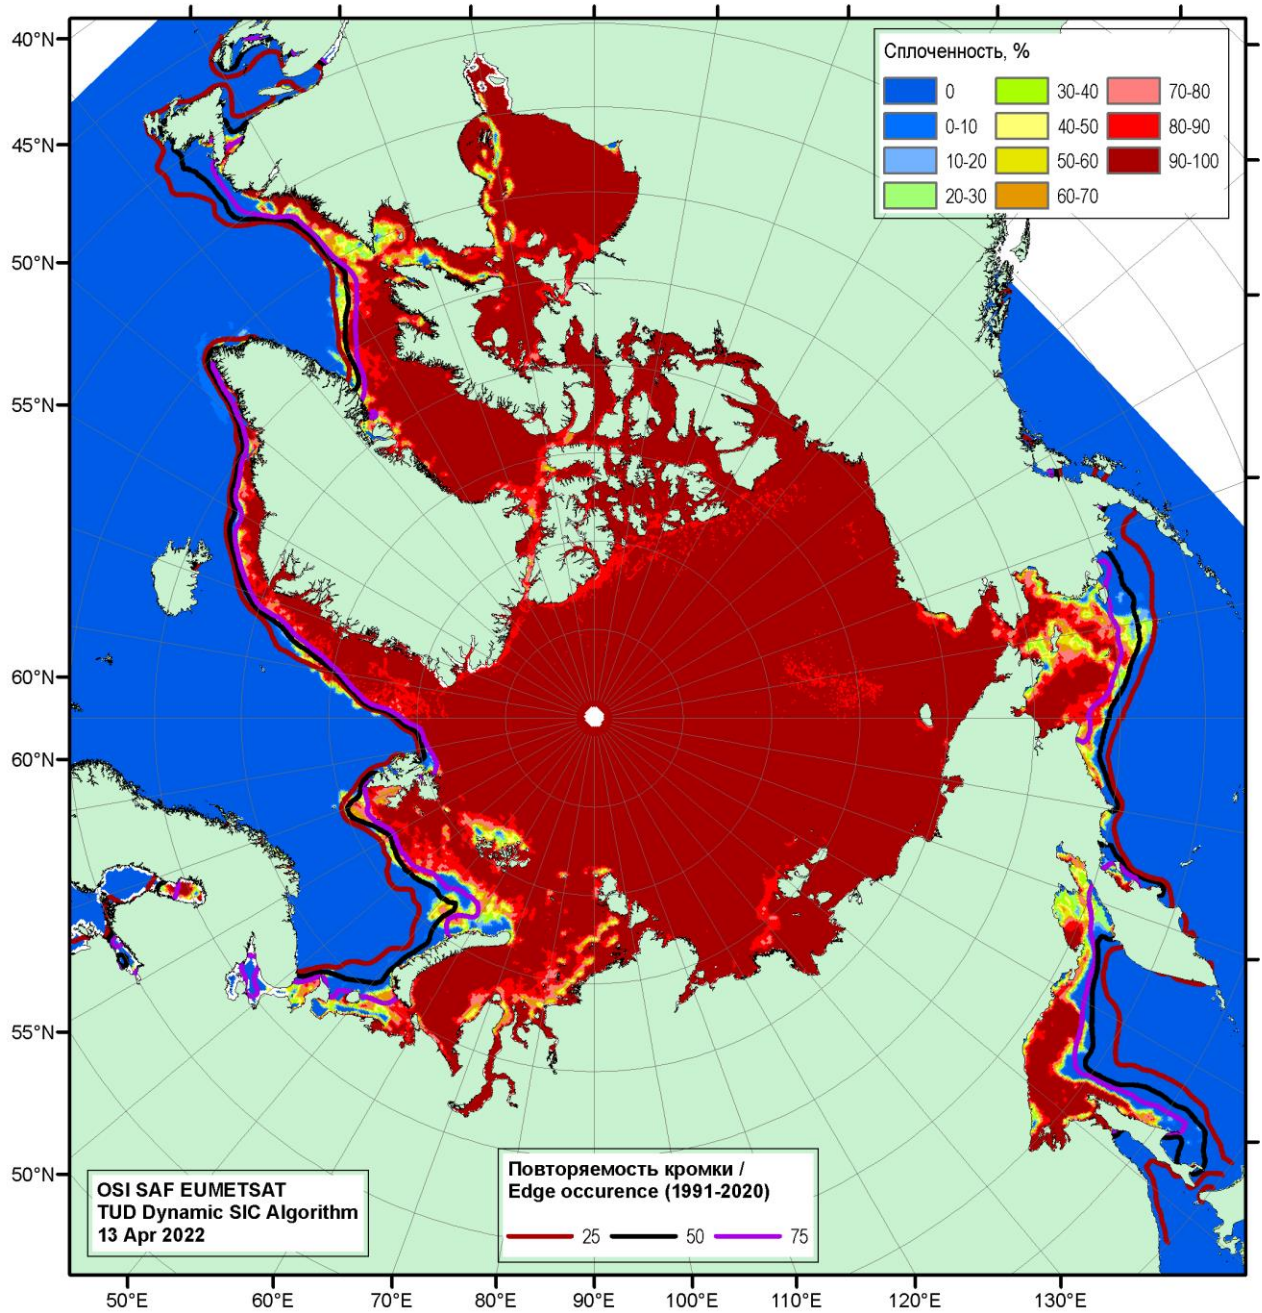 40°N
45°N
50°N
55°N
60°N
60°N
55°N
50°N
Сплоченность, %
0
0-10
10-20
20-30
30-40
40-50
50-60
60-70
70-80
80-90
90-100
OSI SAF EUMETSAT
TUD Dynamic SIC Algorithm
13 Apr 2022
Повторяемость кромки /
Edge occurence (1991-2020)
25
50
75
50°E
60°E
70°E
80°E
90°E
100°E
110°E
120°E
130°E